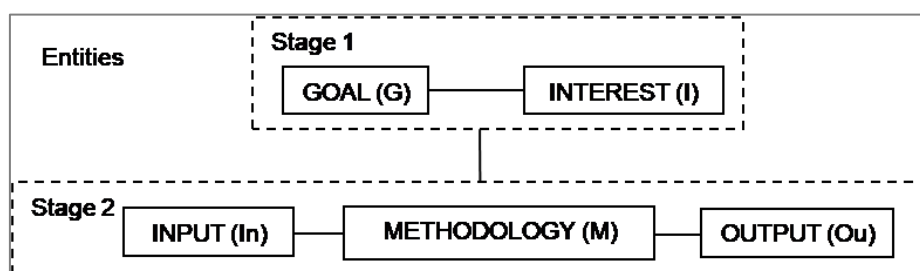 Entities
Stage 1
GOAL (G)
INTEREST (I)
Stage 2
INPUT (In)
METHODOLOGY (M)
OUTPUT (Ou)